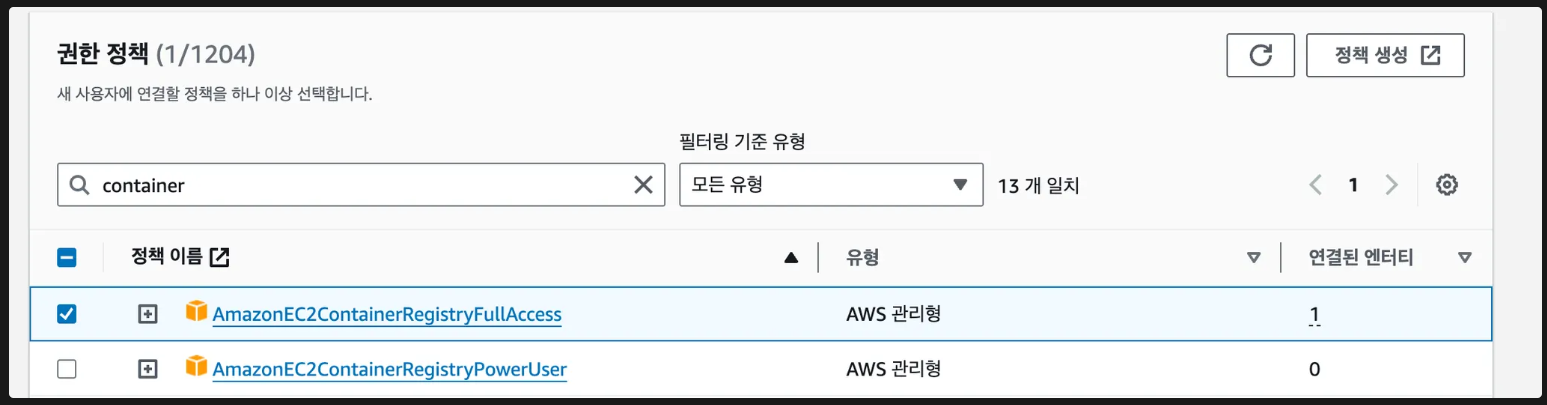 권한 정책 (1/1204)
정책 생성
새 사용자에 연결할 정책을 하나 이상 선택합니다.
필터링 기준 유형
container
모든 유형
13 개 일치
1
정책 이름
유형
연결된 엔터티
AmazonEC2ContainerRegistryFullAccess
AWS 관리형
1
AmazonEC2ContainerRegistryPowerUser
AWS 관리형
0